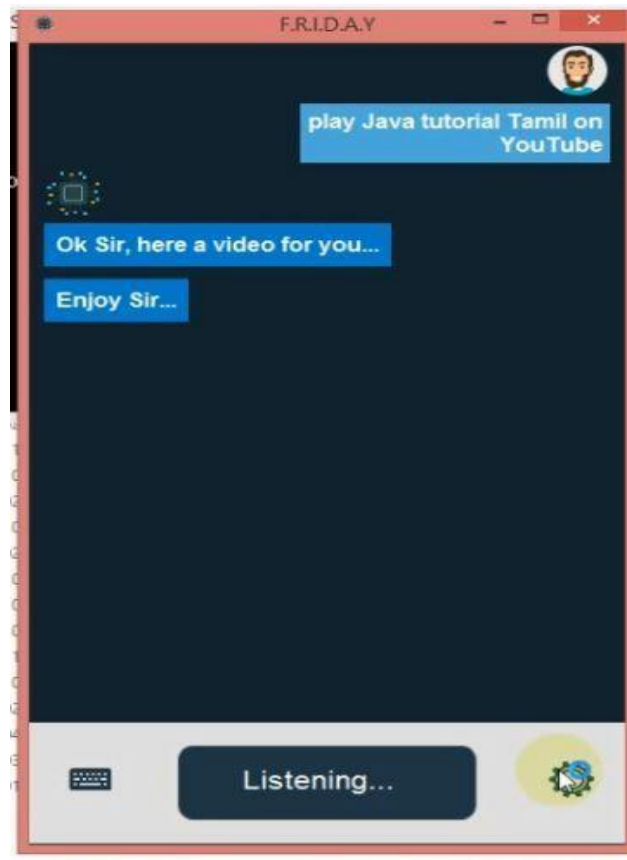 F.R.I.D.A.Y
play Java tutorial Tamil on
YouTube
Ok Sir, here a video for you...
Enjoy Sir...
Listening...